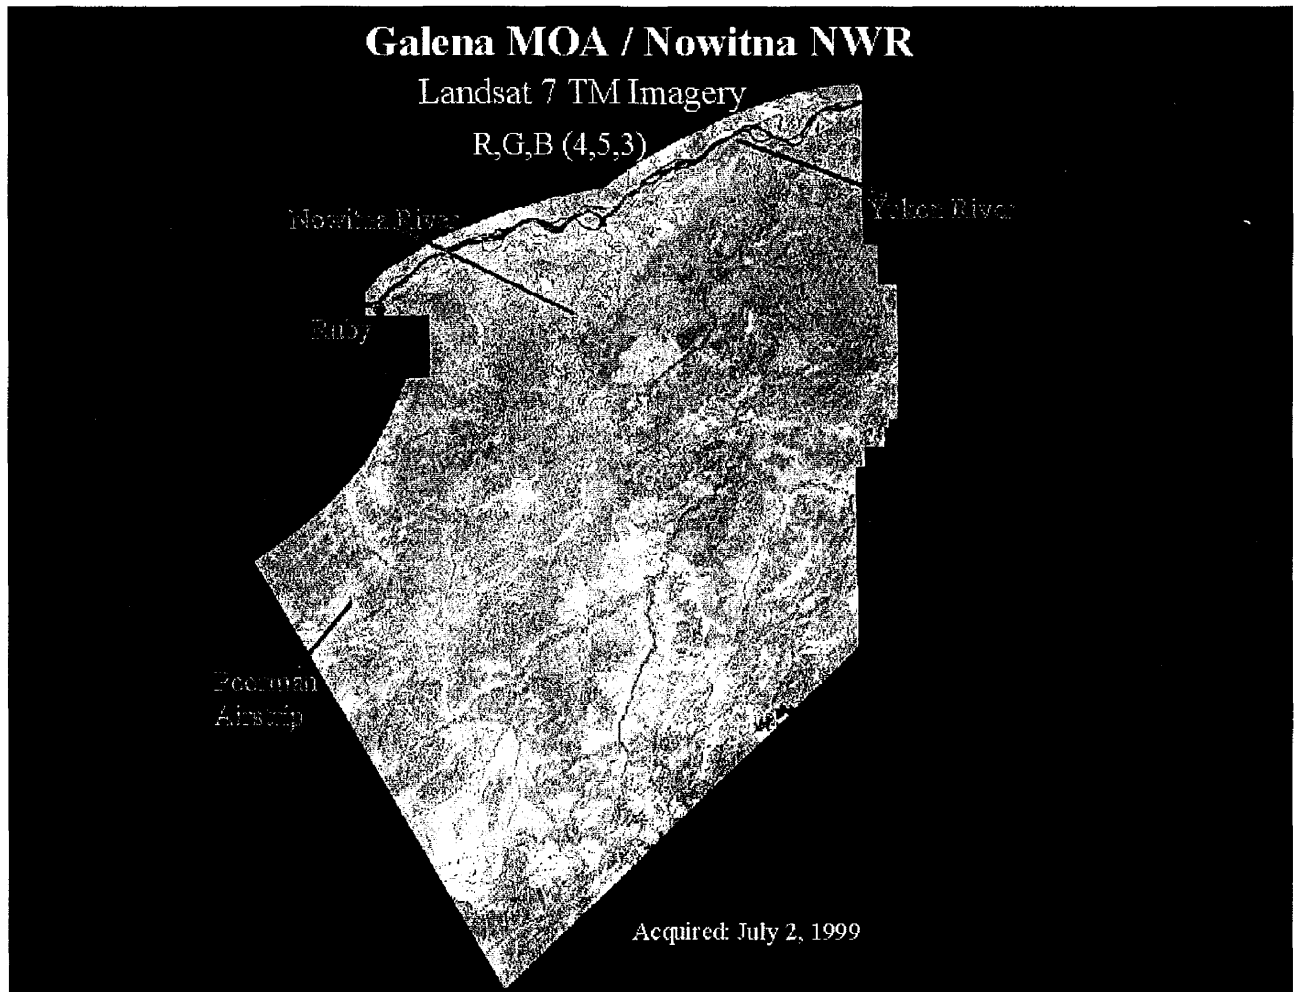 Galena MOA / Nowitna NWR
Landsat 7 TM Imagery
R,G,B (4,5,3)
Nowitna River
Yukon River
Ruby
Poorman
Airstrip
Acquired: July 2, 1999